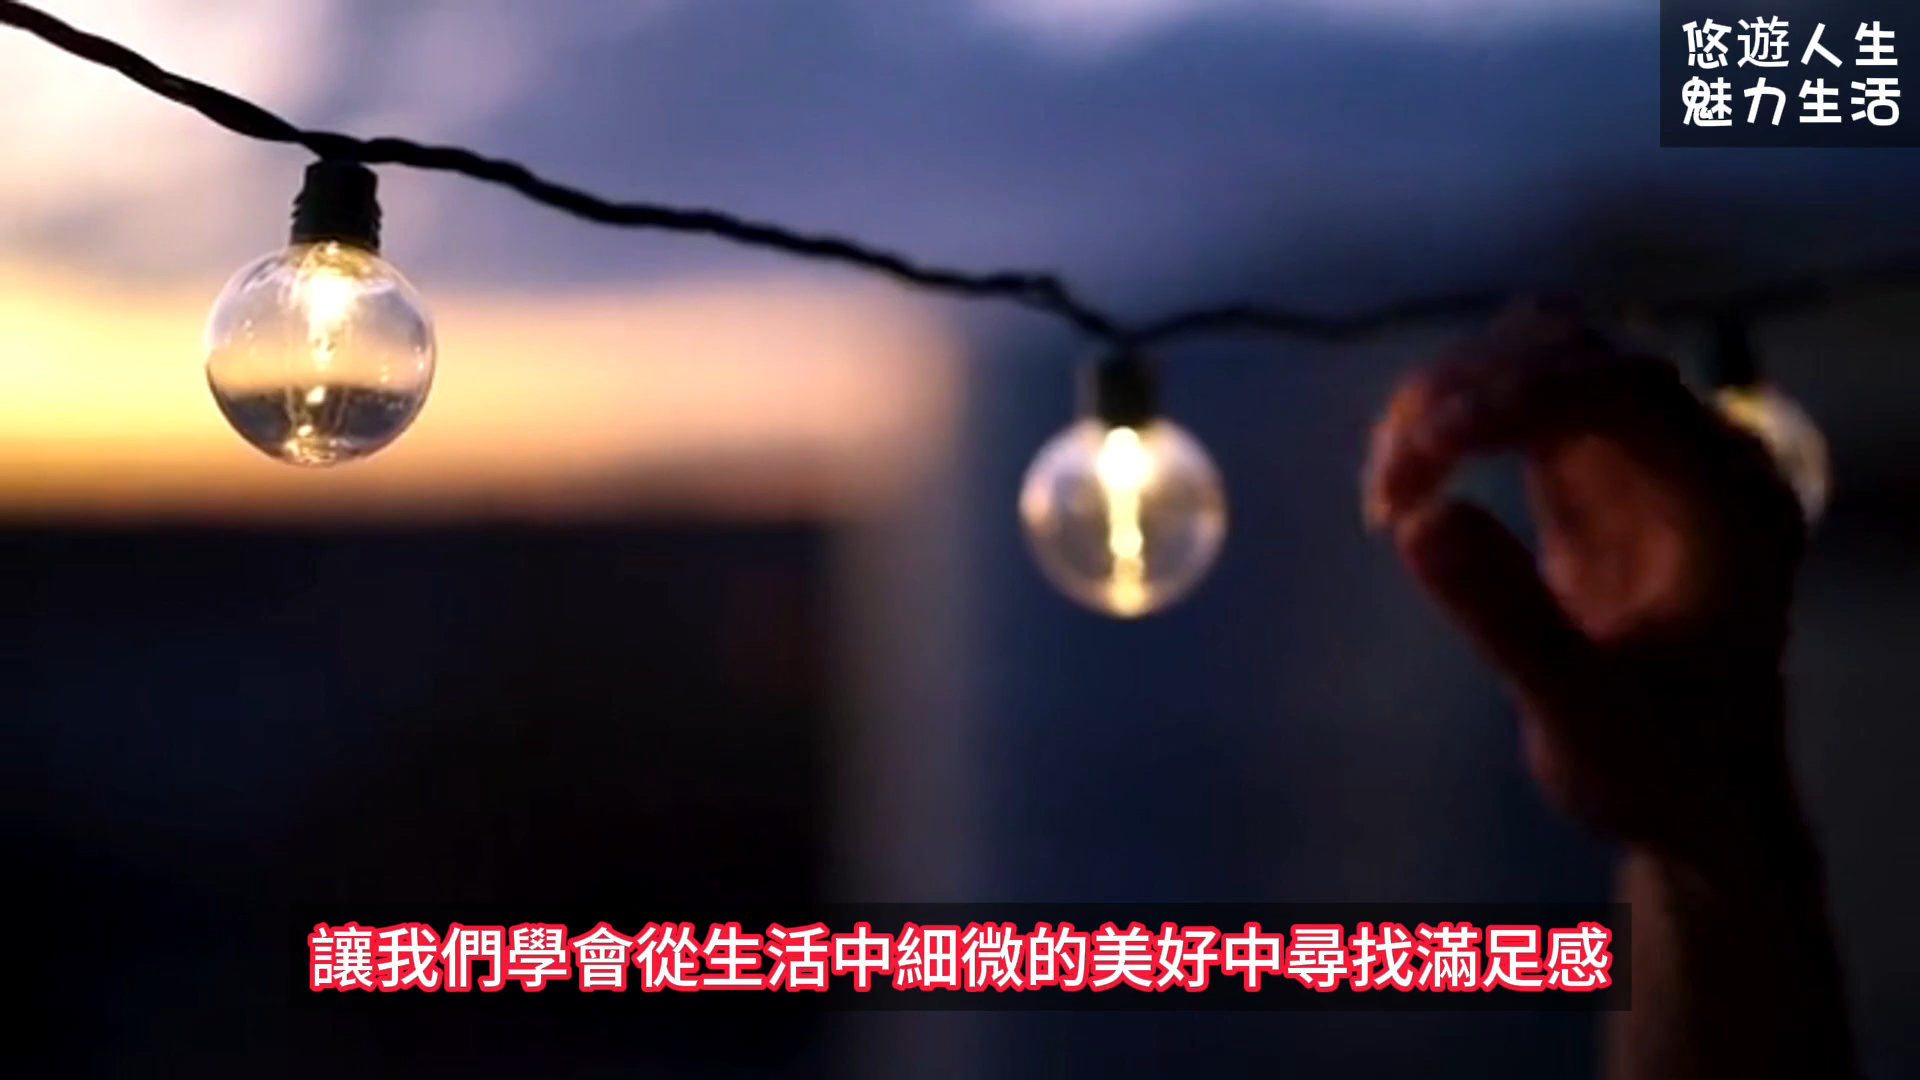 悠遊人生
魅力生活
讓我們學會從生活中細微的美好中尋找滿足感